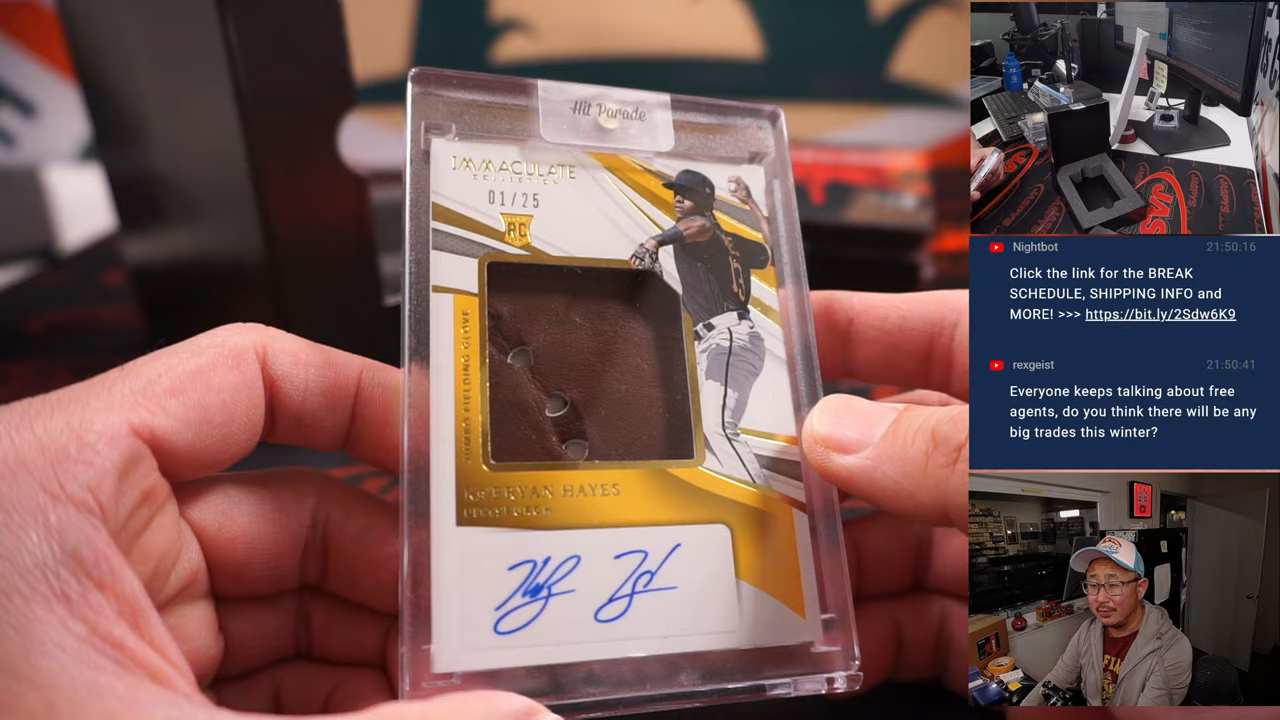 Hit Parade
IMMACULATE
COLLECTION
01/25
RC
JUMBO FIELDING GLOVE
KE'BRYAN HAYES
PITTSBURGH
Nightbot
21:50:16
Click the link for the BREAK
SCHEDULE, SHIPPING INFO and
MORE! >>> https://bit.ly/2Sdw6K9
rexgeist
21:50:41
Everyone keeps talking about free
agents, do you think there will be any
big trades this winter?